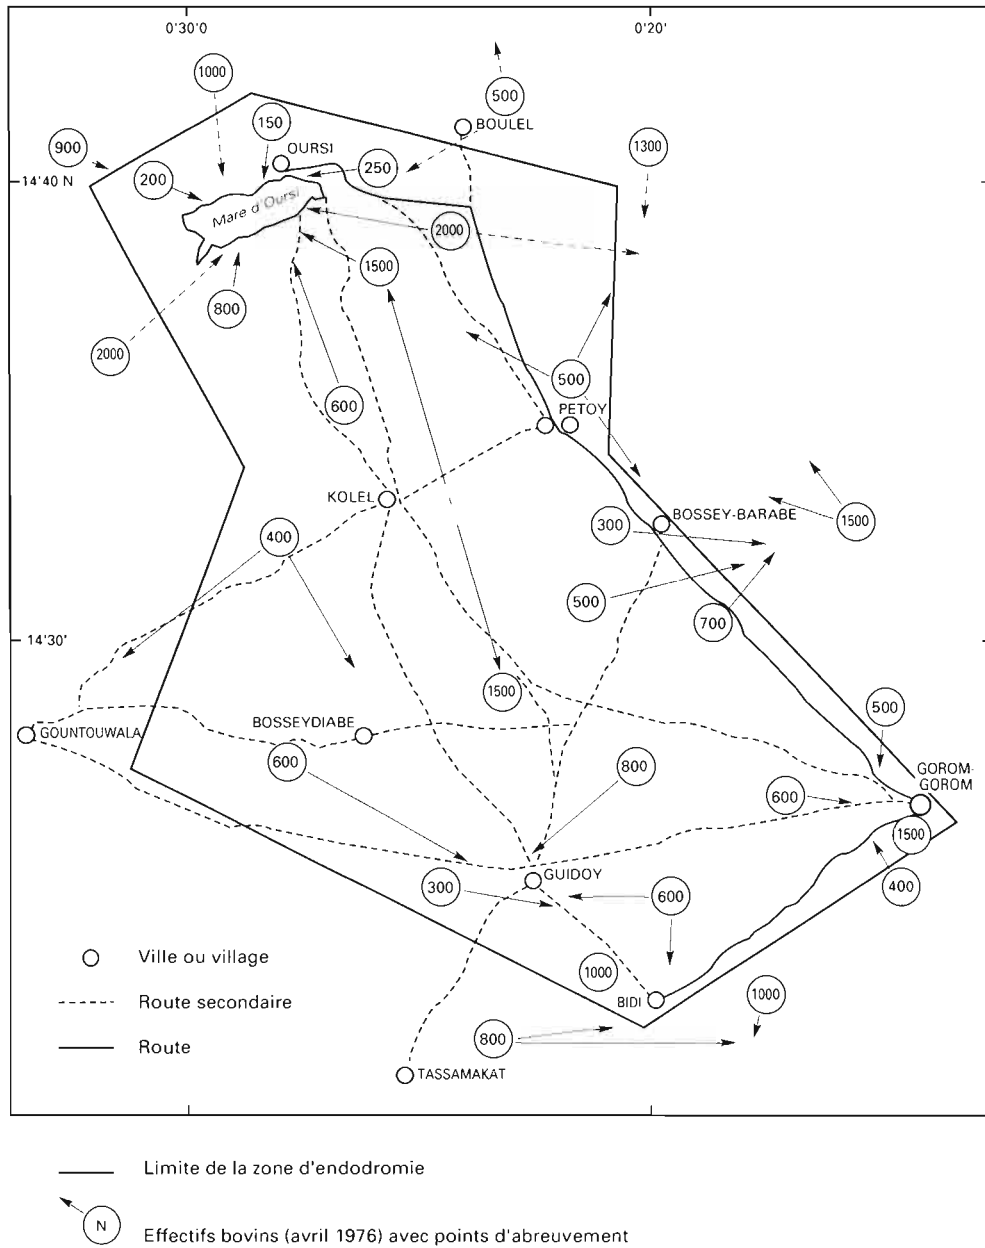 0'30'0
0'20'
1000
500
BOULEL
150
OURSI
900
1300
250
14'40 N
200
Mare d'Oursi
2000
1500
800
2000
500
600
PETOY
KOLEL
BOSSEY-BARABE
300
1500
400
500
700
14'30'
1500
500
GOUNTOUWALA
BOSSEYDIABE
600
800
GOROM-
GOROM
600
1500
GUIDOY
300
600
400
Ville ou village
1000
1000
Route secondaire
BIDI
800
Route
TASSAMAKAT
Limite de la zone d'endodromie
N
Effectifs bovins (avril 1976) avec points d'abreuvement